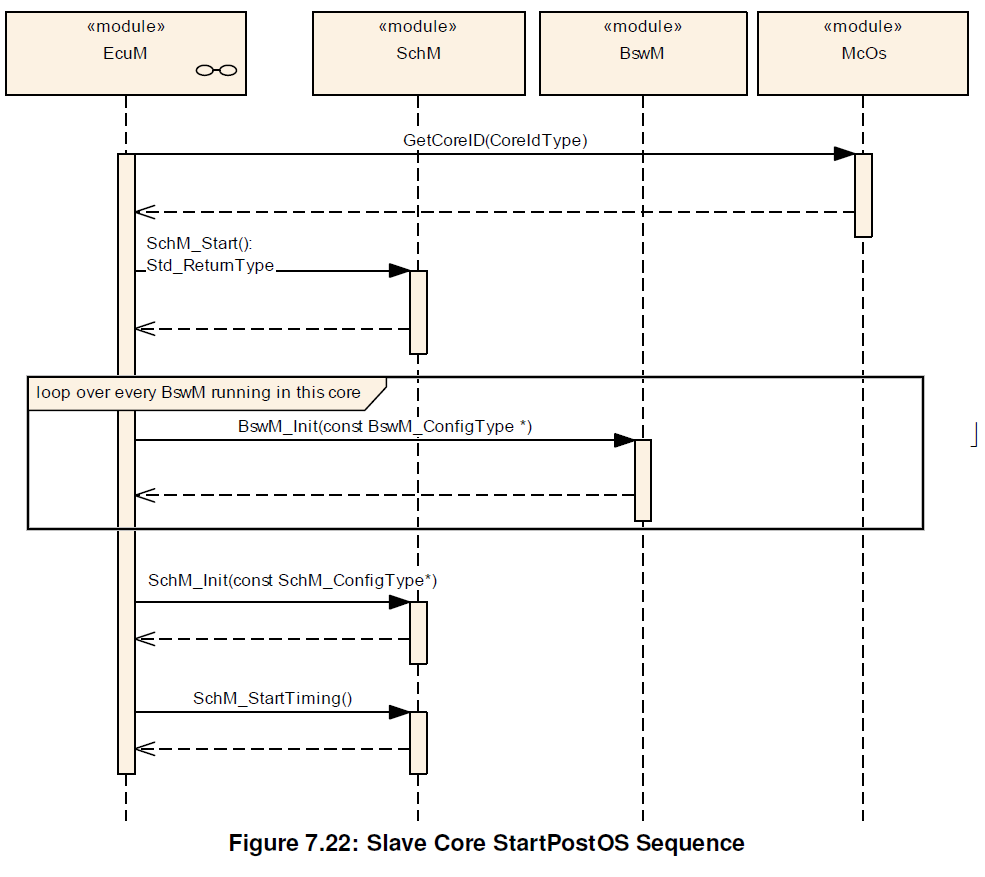 «module»
EcuM
«module»
SchM
«module»
BswM
«module»
McOs
GetCoreID(CoreIdType)
SchM_Start():
Std_ReturnType
loop over every BswM running in this core
BswM_Init(const BswM_ConfigType *)
⌋
SchM_Init(const SchM_ConfigType*)
SchM_StartTiming()
Figure 7.22: Slave Core StartPostOS Sequence